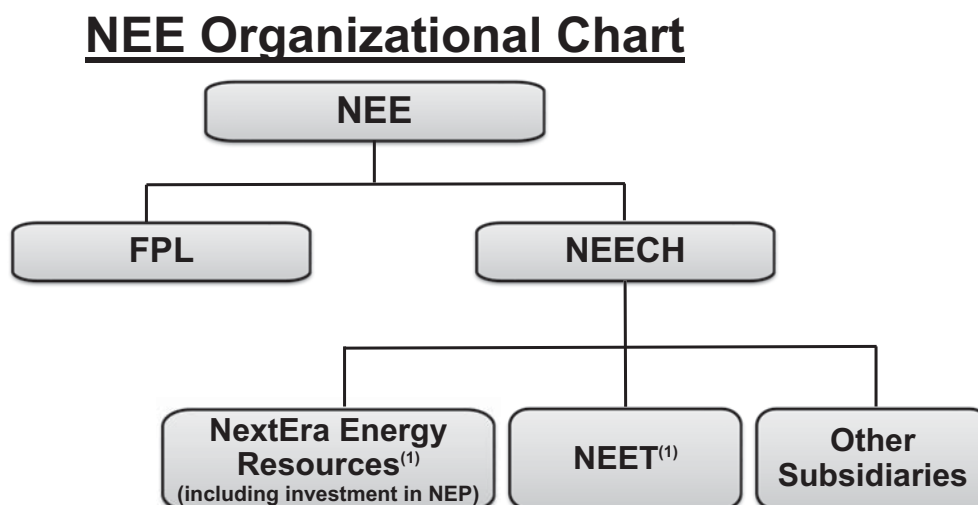 NEE Organizational Chart
NEE
FPL
NEECH
NextEra Energy
Resources(1)
(including investment in NEP)
NEET(1)
Other
Subsidiaries